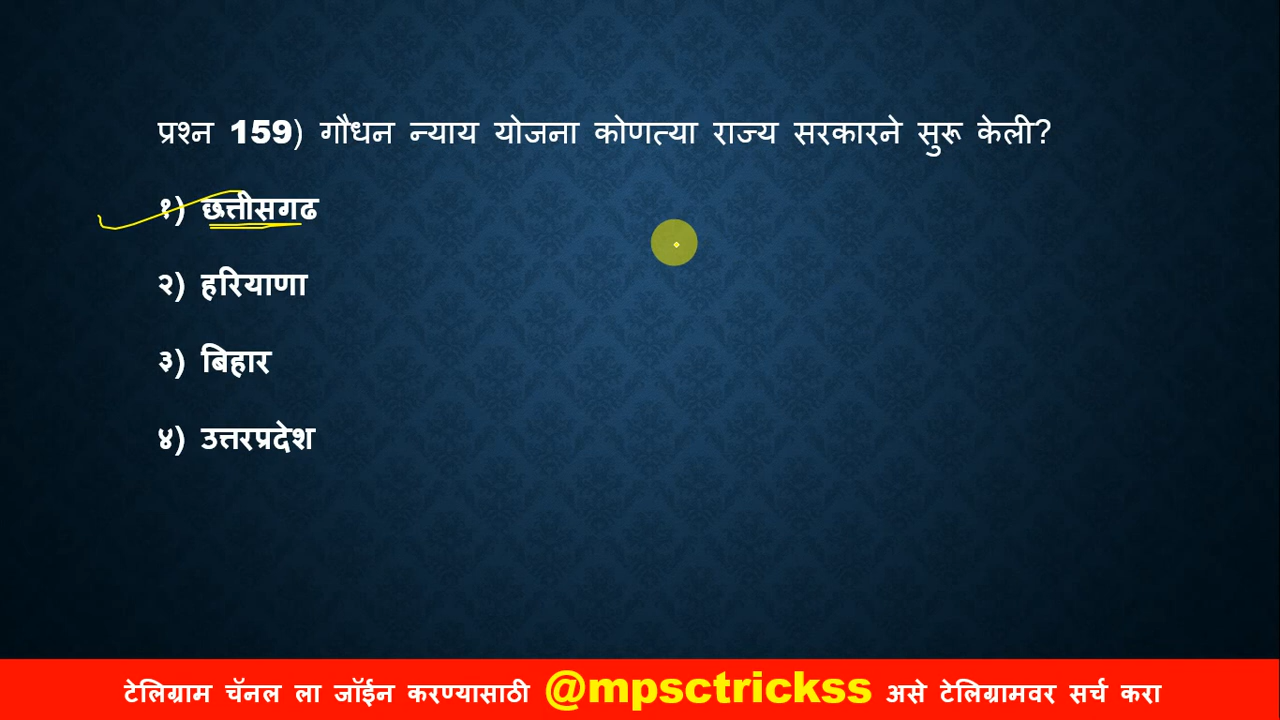 प्रश्न 159) गौधन न्याय योजना कोणत्या राज्य सरकारने सुरू केली?
१) छत्तीसगढ
२) हरियाणा
३) बिहार
४) उत्तरप्रदेश
टेलिग्राम चॅनल ला जॉईन करण्यासाठी @mpsctrickss असे टेलिग्रामवर सर्च करा